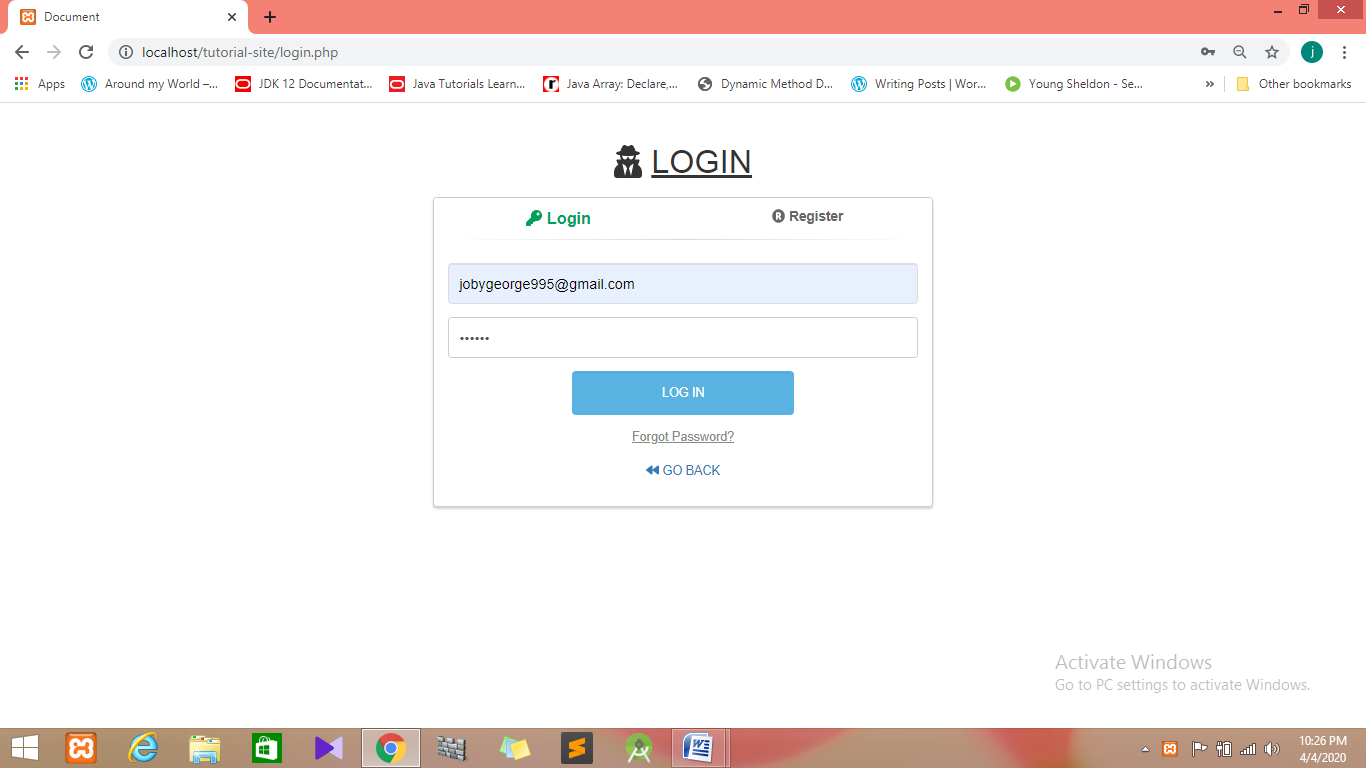 Document
localhost/tutorial-site/login.php
j
Apps Around my World –... JDK 12 Documentat... Java Tutorials Learn... Java Array: Declare,... Dynamic Method D... Writing Posts | Wor... Young Sheldon - Se... » Other bookmarks
LOGIN
Login ® Register
jobygeorge995@gmail.com
••••••
LOG IN
Forgot Password?
GO BACK
Activate Windows
Go to PC settings to activate Windows.
10:26 PM
4/4/2020